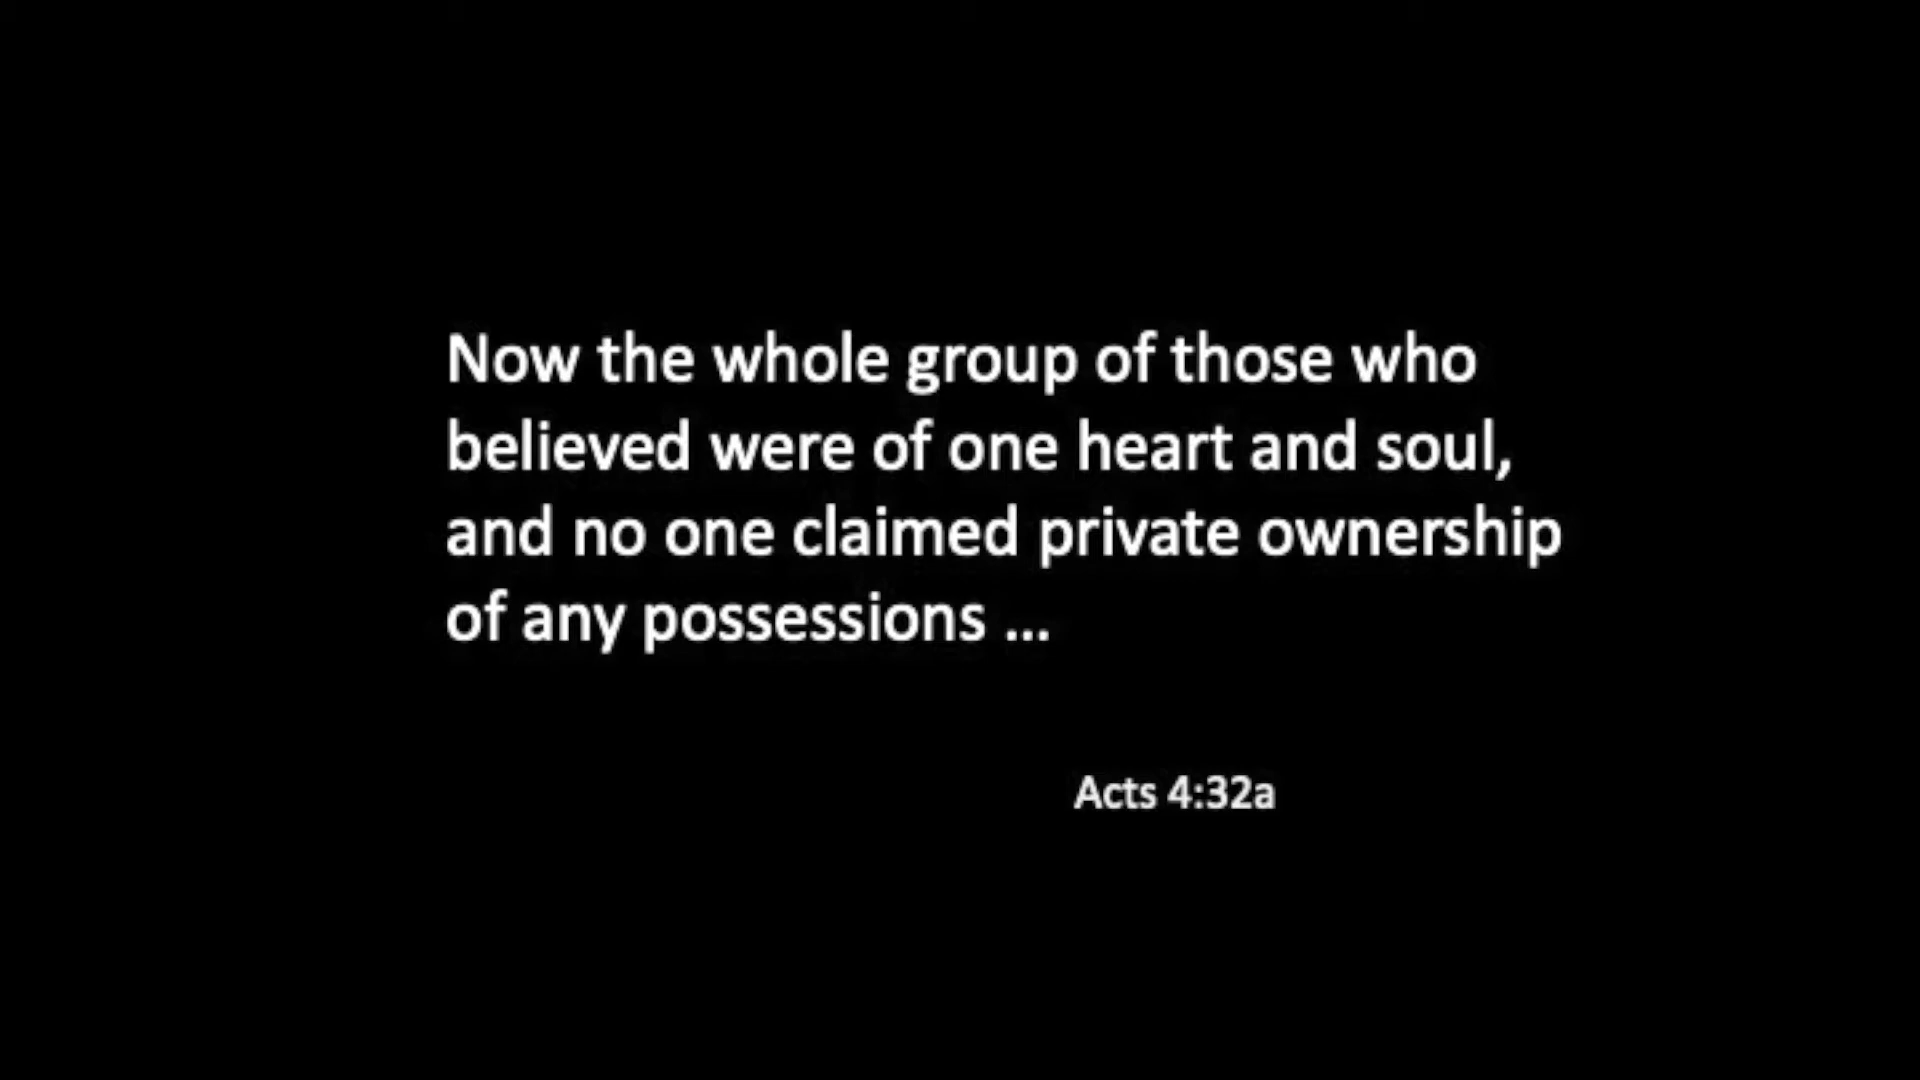 Now the whole group of those who
believed were of one heart and soul,
and no one claimed private ownership
of any possessions ...
Acts 4:32a